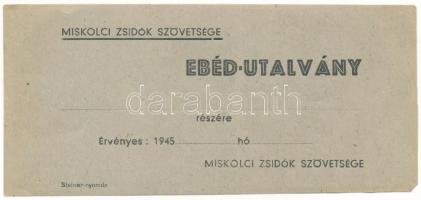 MISKOLCI ZSIDÓK SZÖVETSÉGE
EBÉD-UTALVÁNY
darabanth
részére
Érvényes: 1945 hó
MISKOLCI ZSIDÓK SZÖVETSÉGE
Steiner-nyomda